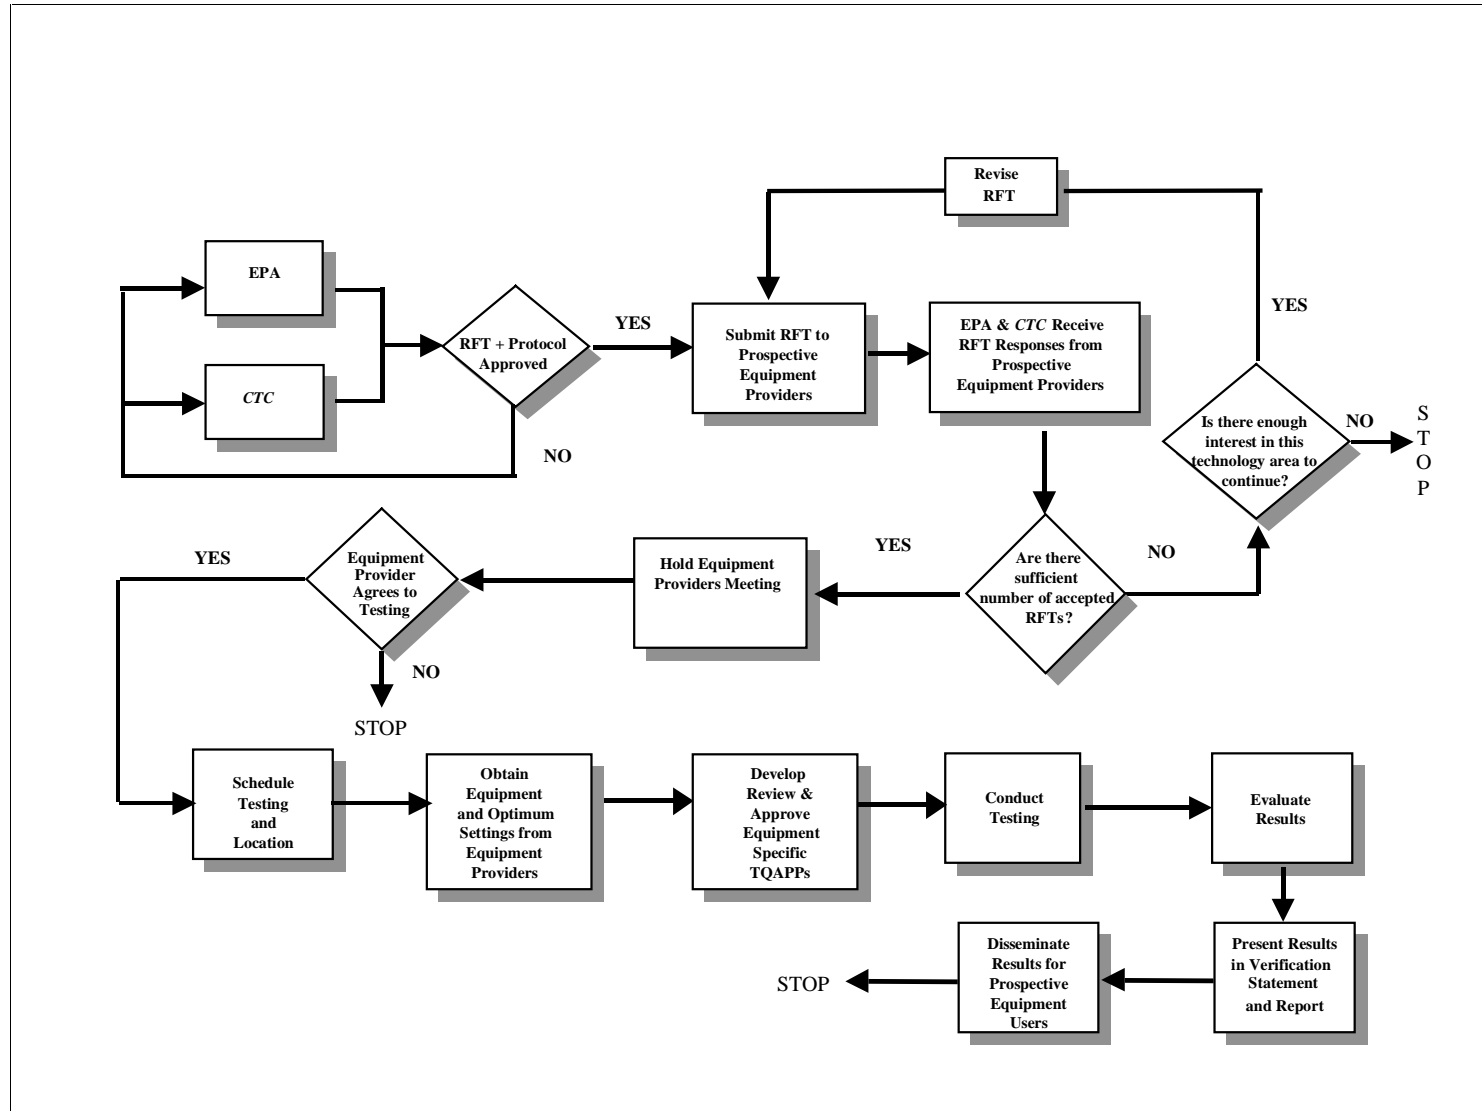 Revise
RFT
EPA
CTC
RFT + Protocol
Approved
YES
NO
Submit RFT to
Prospective
Equipment
Providers
EPA & CTC Receive
RFT Responses from
Prospective
Equipment Providers
YES
Is there enough
interest in this
technology area to
continue?
NO
S
T
O
P
Are there
sufficient
number of accepted
RFTs?
NO
YES
Hold Equipment
Providers Meeting
Equipment
Provider
Agrees to
Testing
YES
NO
STOP
Schedule
Testing
and
Location
Obtain
Equipment
and Optimum
Settings from
Equipment
Providers
Develop
Review &
Approve
Equipment
Specific
TQAPPs
Conduct
Testing
Evaluate
Results
Present Results
in Verification
Statement
and Report
Disseminate
Results for
Prospective
Equipment
Users
STOP